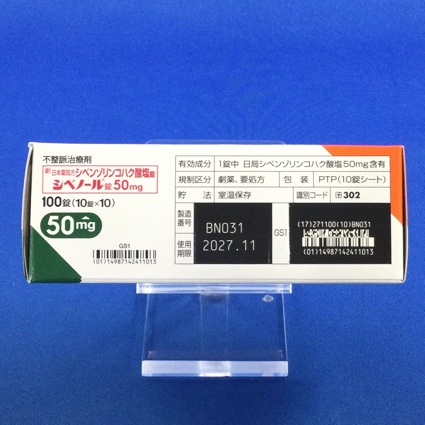 不整脈治療剤
劇 日本薬局方 シベンゾリンコハク酸塩錠
シベノール®錠50mg
100錠(10錠×10)
50mg
GS1
(01)14987142411013
有効成分 1錠中 日局シベンゾリンコハク酸塩50mg含有
規制区分 劇薬、要処方 包装 PTP(10錠シート)
貯法 室温保存 識別コード 302
製造番号 BN031
使用期限 2027.11
GS1
(17)271100(10)BN031
(01)14987142411013